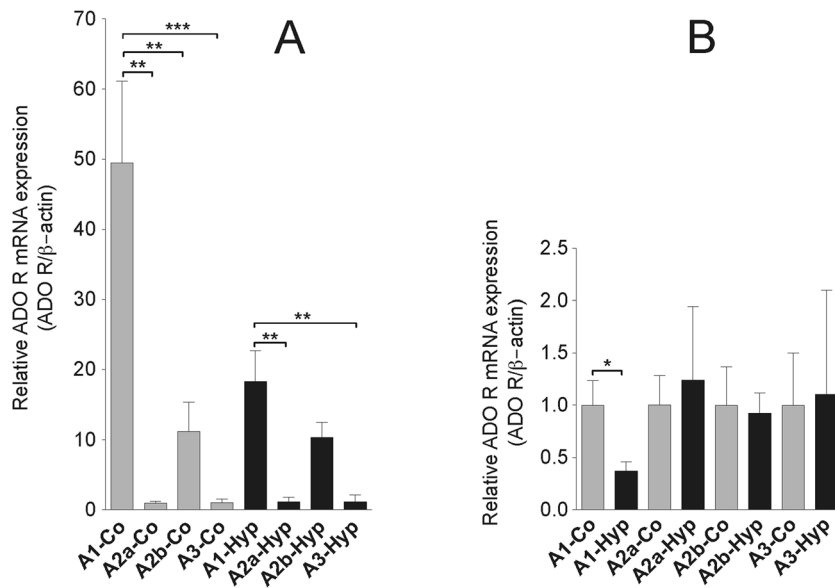 A
Relative ADO R mRNA expression
(ADO R/β−actin)
70
60
50
40
30
20
10
0
***
**
**
**
**
A1-Co
A2a-Co
A2b-Co
A3-Co
A1-Hyp
A2a-Hyp
A2b-Hyp
A3-Hyp
B
Relative ADO R mRNA expression
(ADO R/β−actin)
2.5
2.0
1.5
1.0
0.5
0.0
*
A1-Co
A1-Hyp
A2a-Co
A2a-Hyp
A2b-Co
A2b-Hyp
A3-Co
A3-Hyp